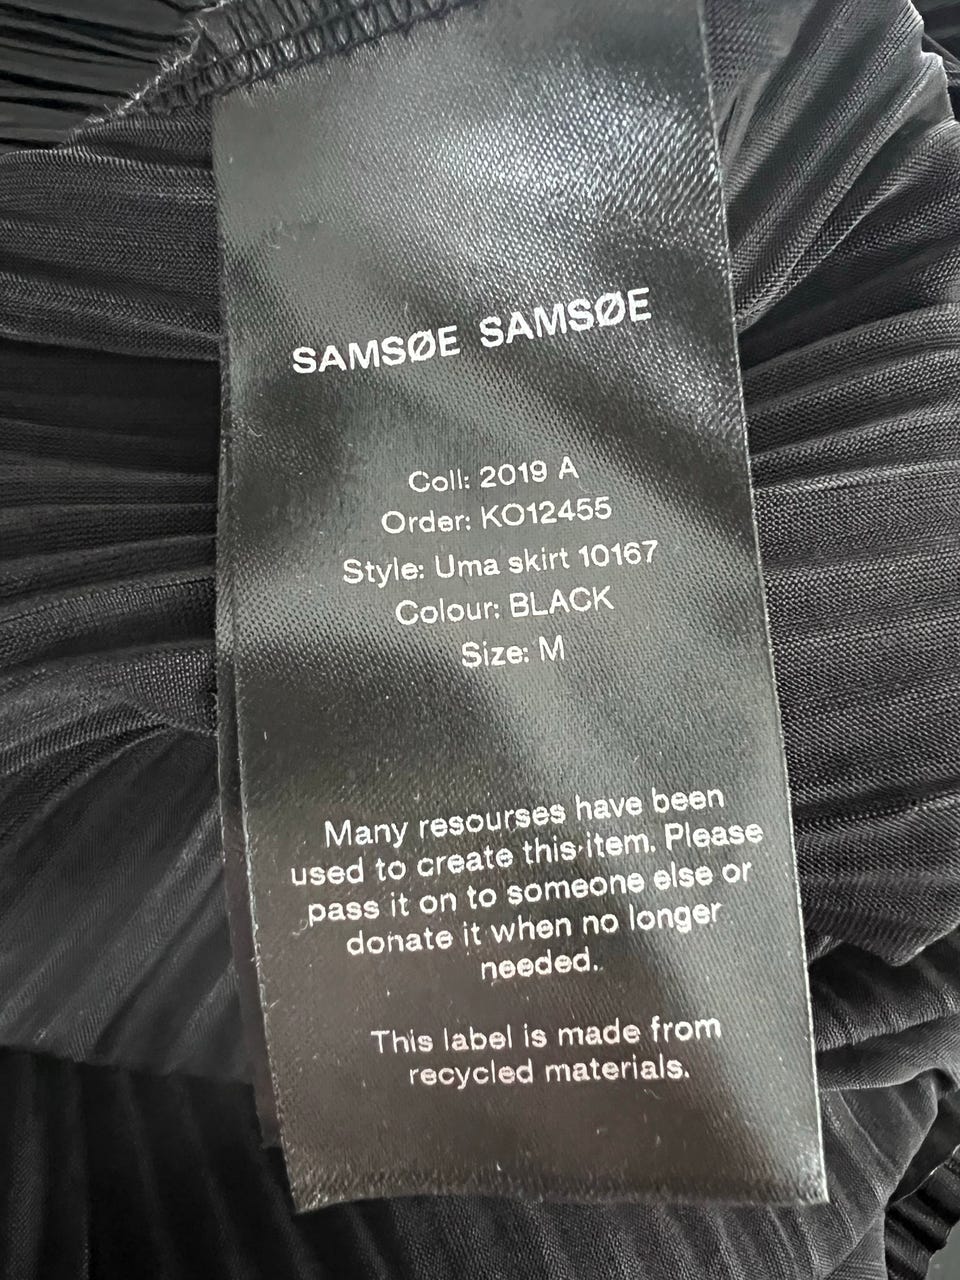 SAMSØE SAMSØE
Coll: 2019 A
Order: KO12455
Style: Uma skirt 10167
Colour: BLACK
Size: M
Many resourses have been
used to create this item. Please
pass it on to someone else or
donate it when no longer
needed.
This label is made from
recycled materials.